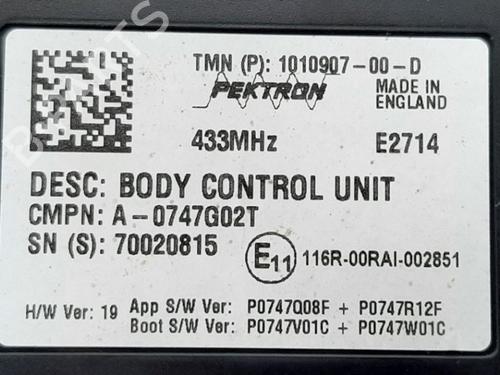 TMN (P): 1010907-00-D
PEKTRON
MADE IN
ENGLAND
433MHz
E2714
DESC: BODY CONTROL UNIT
CMPN: A-0747G02T
SN (S): 70020815
E11 116R-00RAI-002851
H/W Ver: 19 App S/W Ver: P0747Q08F + P0747R12F
Boot S/W Ver: P0747V01C + P0747W01C